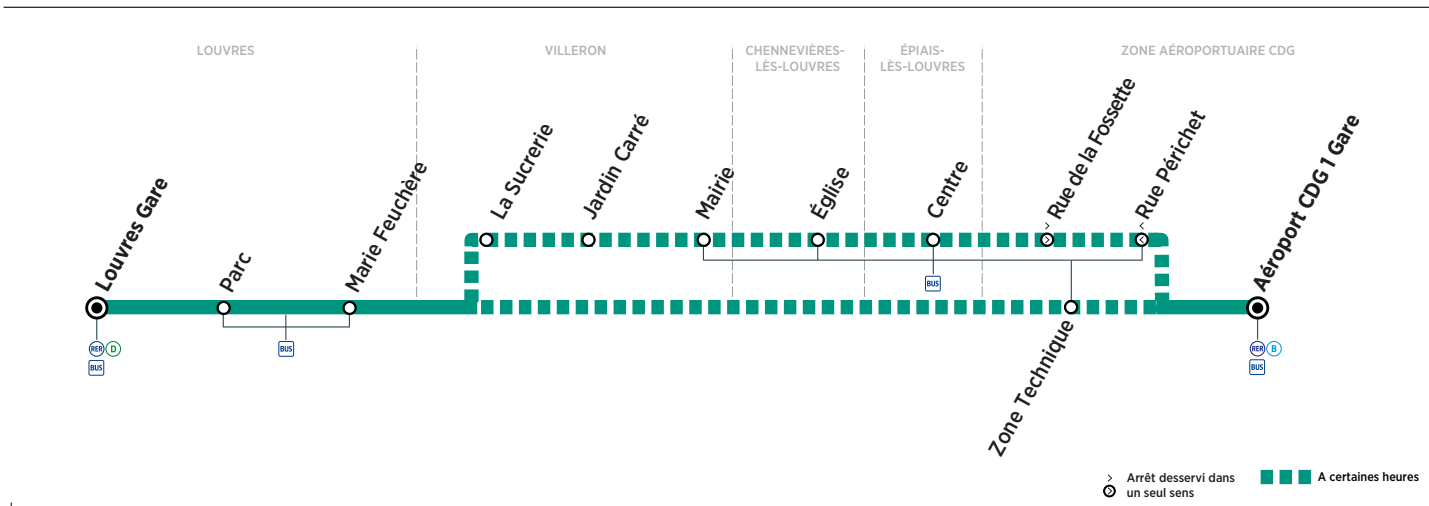 LOUVRES
VILLERON
CHENNEVIÈRES-
LÈS-LOUVRES
ÉPIAIS-
LÈS-LOUVRES
ZONE AÉROPORTUAIRE CDG
Louvres Gare
Parc
Marie Feuchère
La Sucrerie
Jardin Carré
Mairie
Église
Centre
Rue de la Fossette
Rue Périchet
Zone Technique
Aéroport CDG 1 Gare
RER D
BUS
BUS
BUS
RER B
BUS
Arrêt desservi dans
un seul sens
A certaines heures